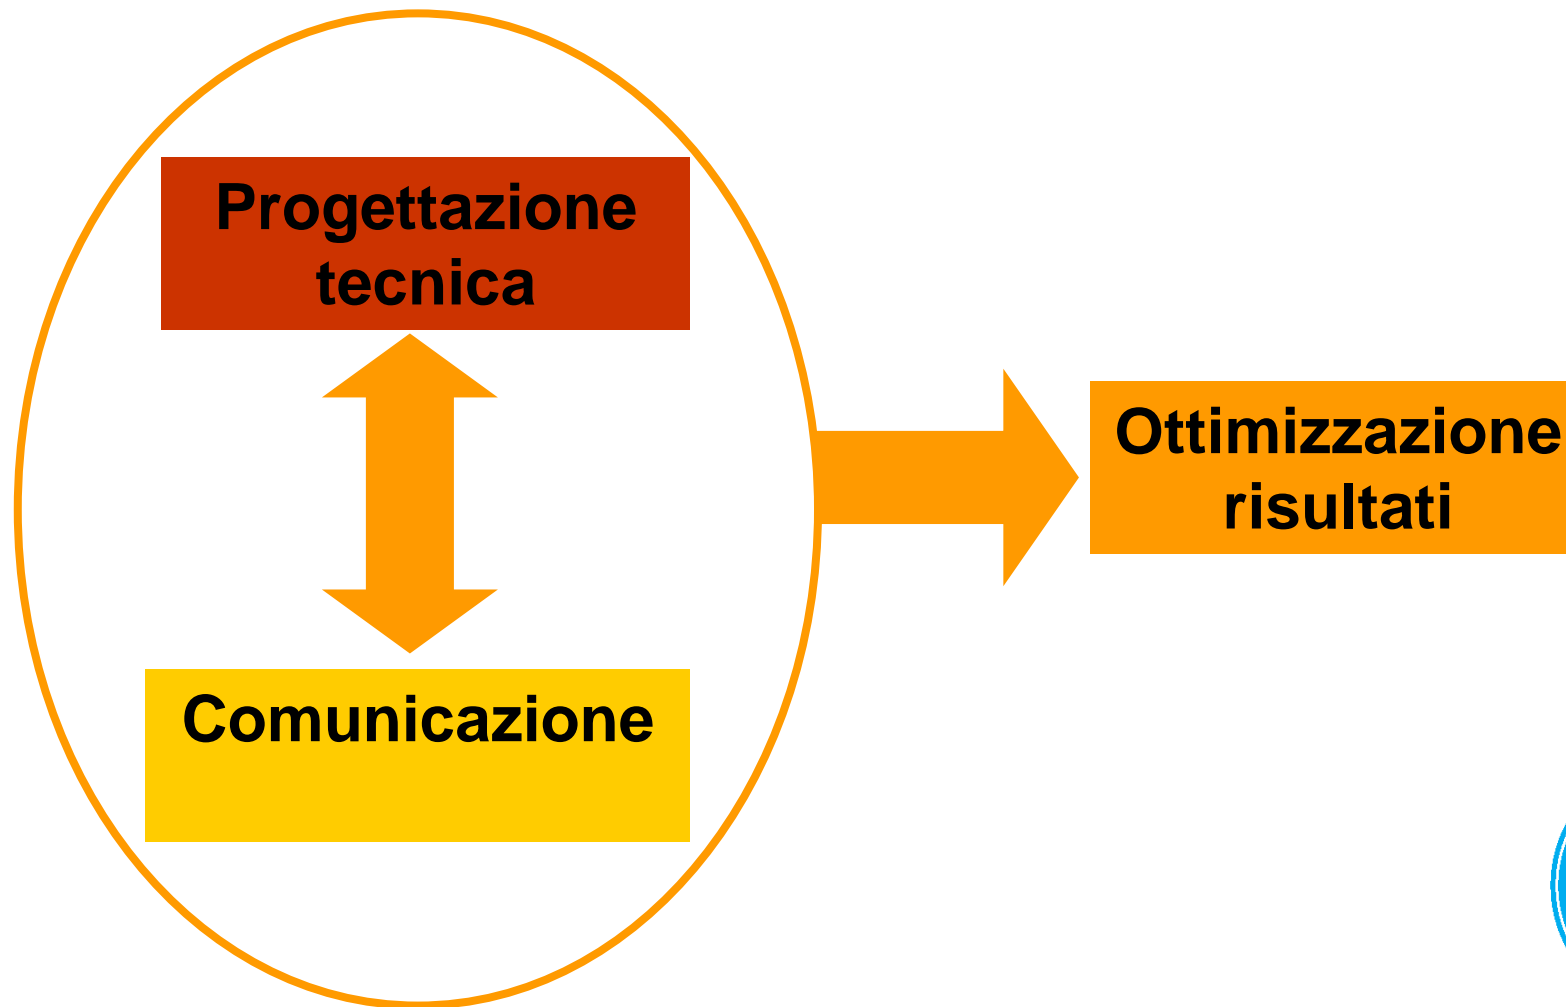 Progettazione
tecnica
Ottimizzazione
risultati
Comunicazione